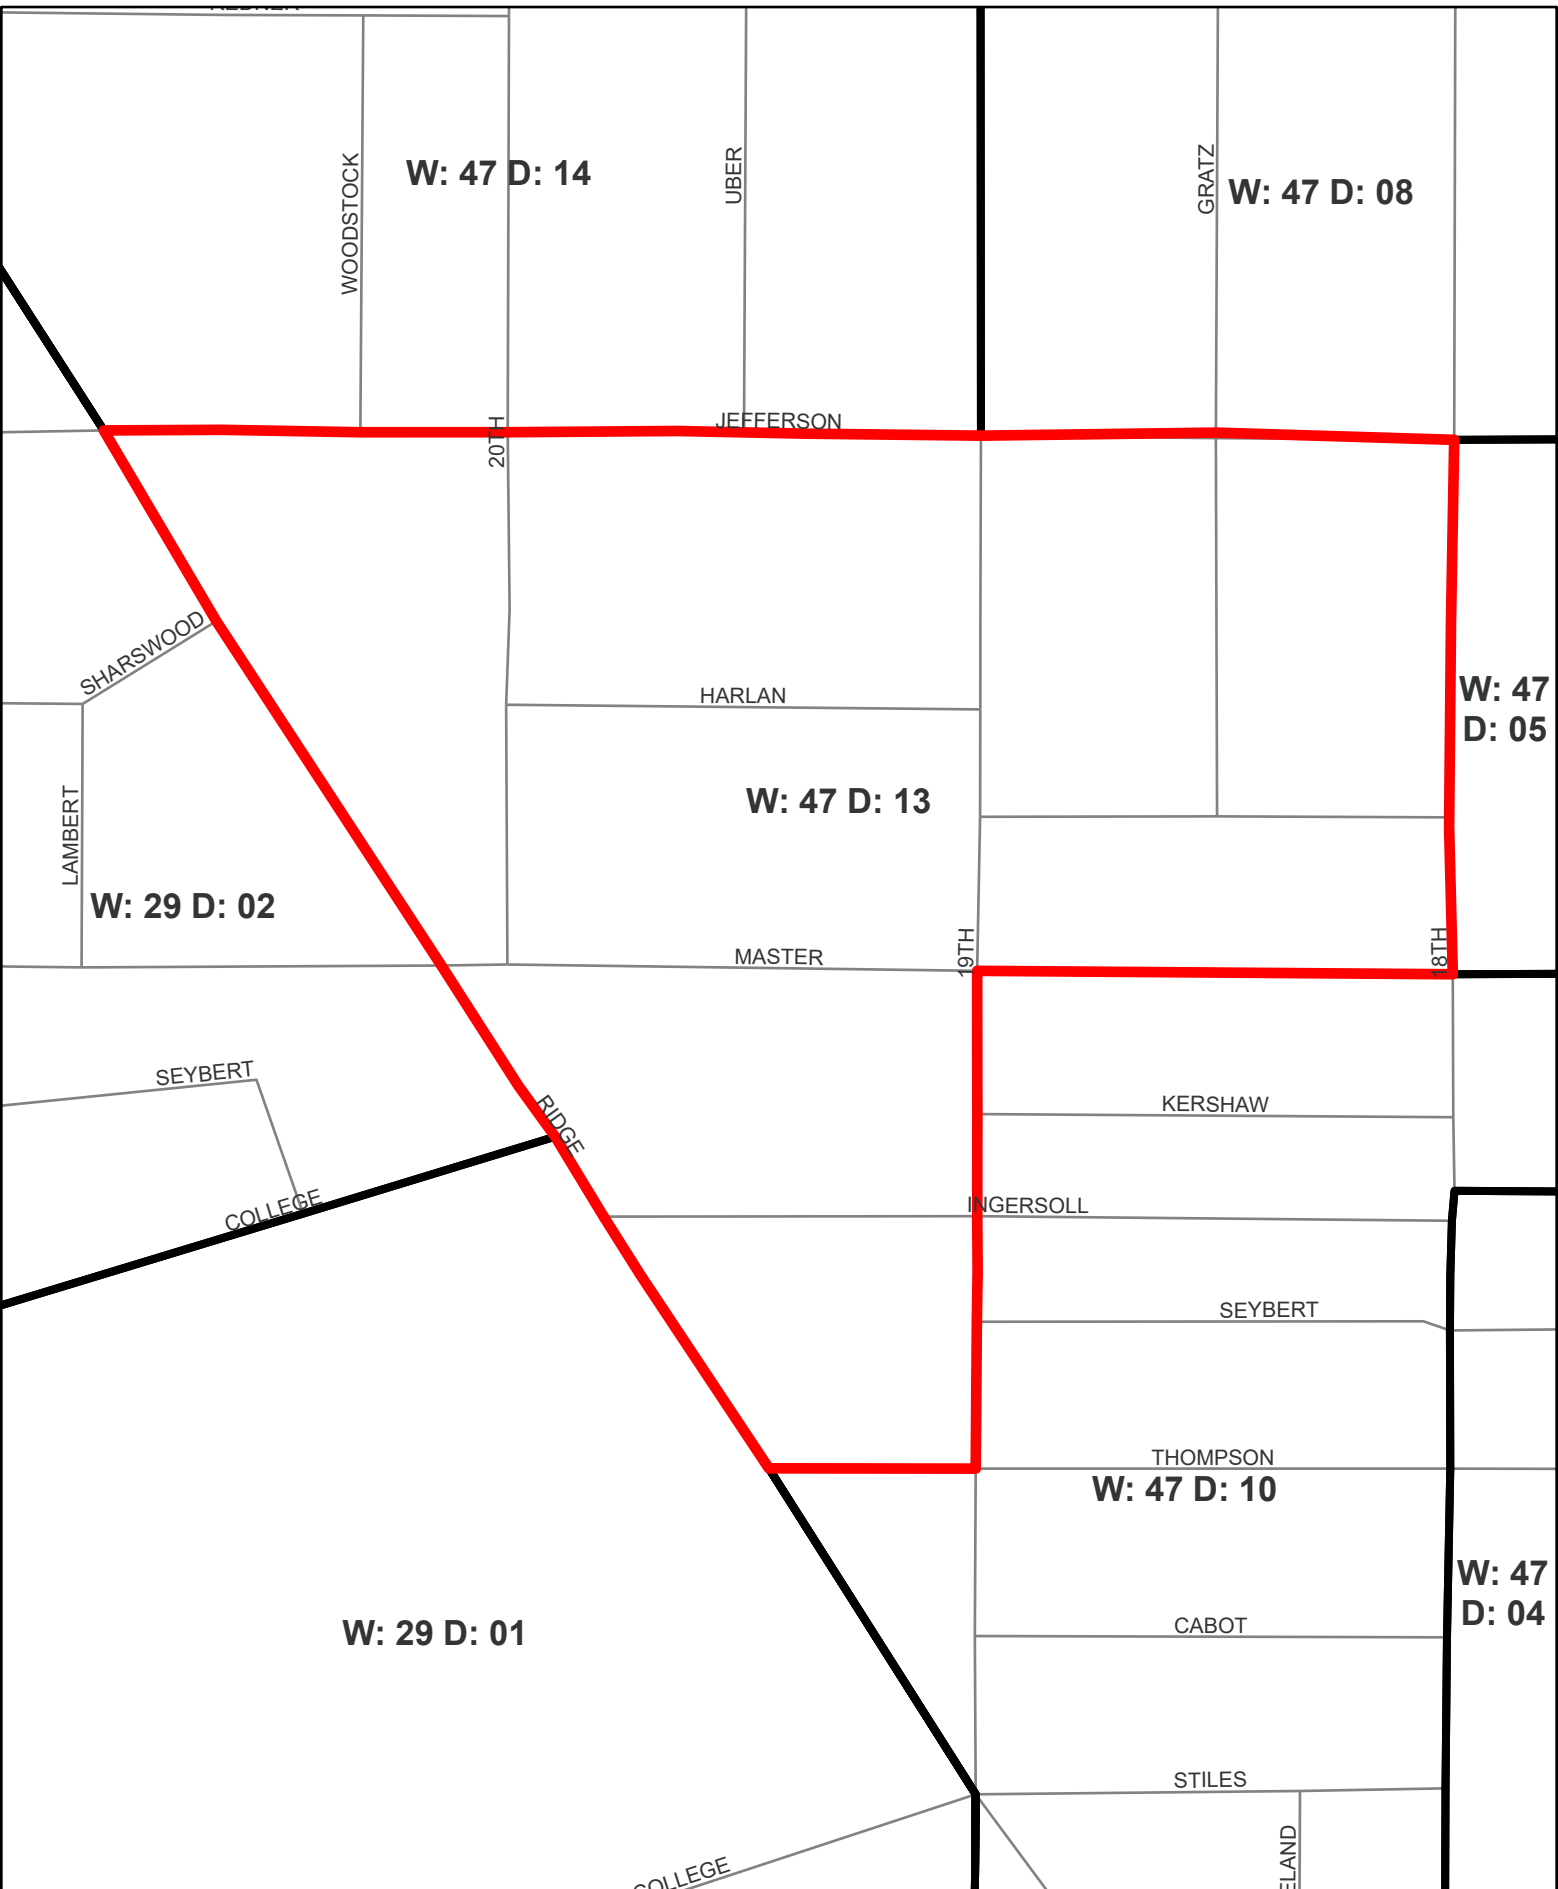 WOODSTOCK
W: 47 D: 14
UBER
GRATZ
W: 47 D: 08
JEFFERSON
20TH
SHARSWOOD
HARLAN
W: 47
D: 05
W: 47 D: 13
LAMBERT
W: 29 D: 02
MASTER
19TH
18TH
SEYBERT
RIDGE
KERSHAW
COLLEGE
INGERSOLL
SEYBERT
THOMPSON
W: 47 D: 10
W: 47
D: 04
W: 29 D: 01
CABOT
STILES
COLLEGE
ELAND